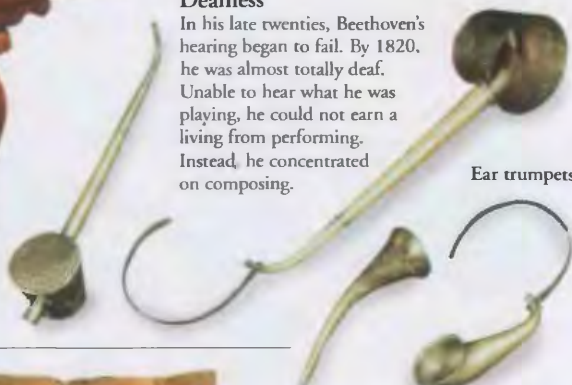 Deafness
In his late twenties, Beethoven's
hearing began to fail. By 1820,
he was almost totally deaf.
Unable to hear what he was
playing, he could not earn a
living from performing.
Instead, he concentrated
on composing.
Ear trumpets